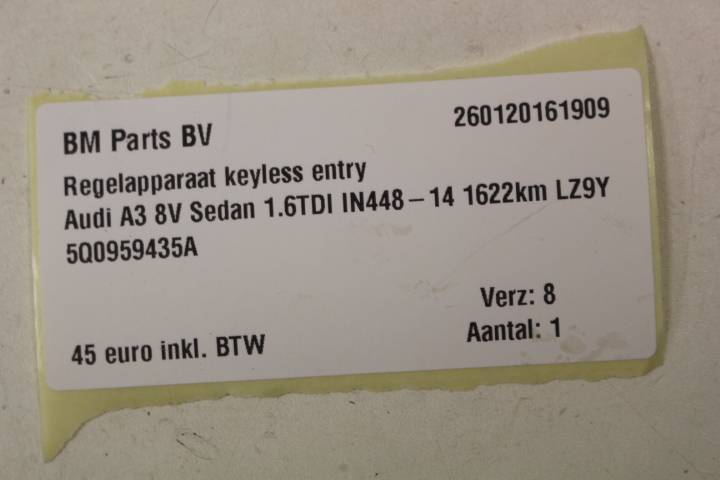 BM Parts BV
260120161909
Regelapparaat keyless entry
Audi A3 8V Sedan 1.6TDI IN448-14 1622km LZ9Y
5Q0959435A
Verz: 8
45 euro inkl. BTW
Aantal: 1